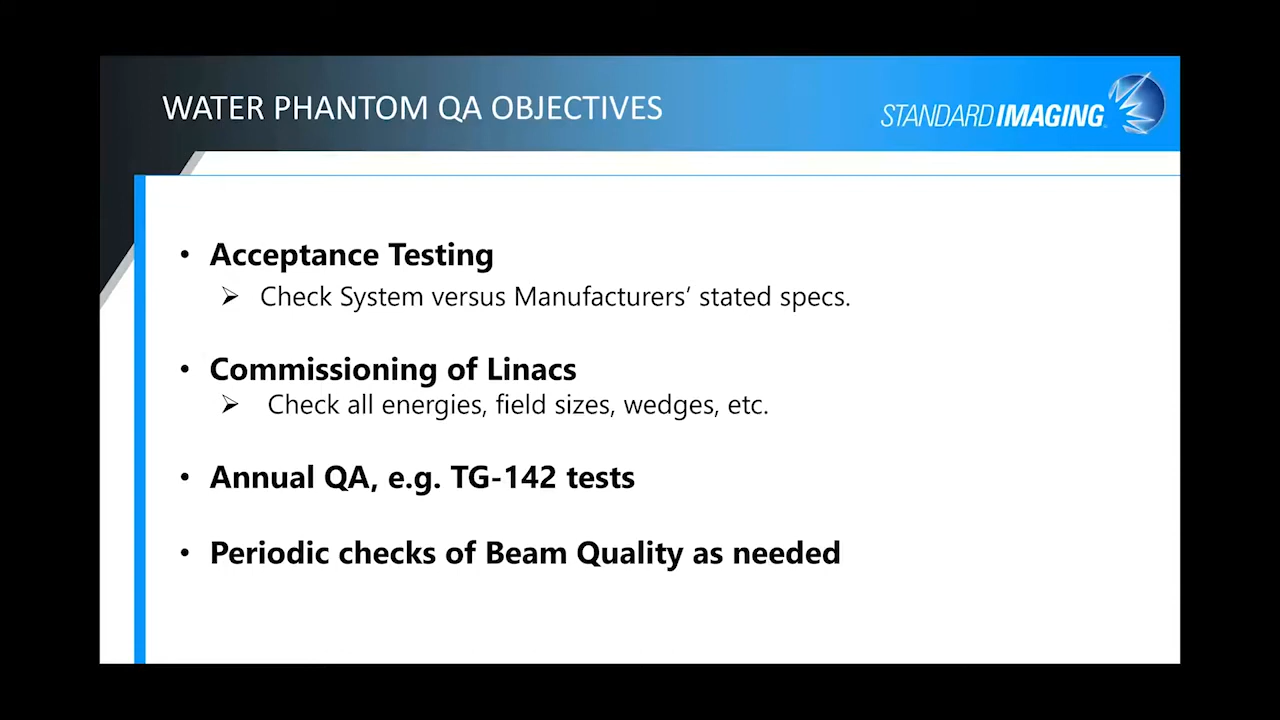 WATER PHANTOM QA OBJECTIVES
STANDARD IMAGING
• Acceptance Testing
➢ Check System versus Manufacturers‘ stated specs.
• Commissioning of Linacs
➢ Check all energies, field sizes, wedges, etc.
• Annual QA, e.g. TG-142 tests
• Periodic checks of Beam Quality as needed